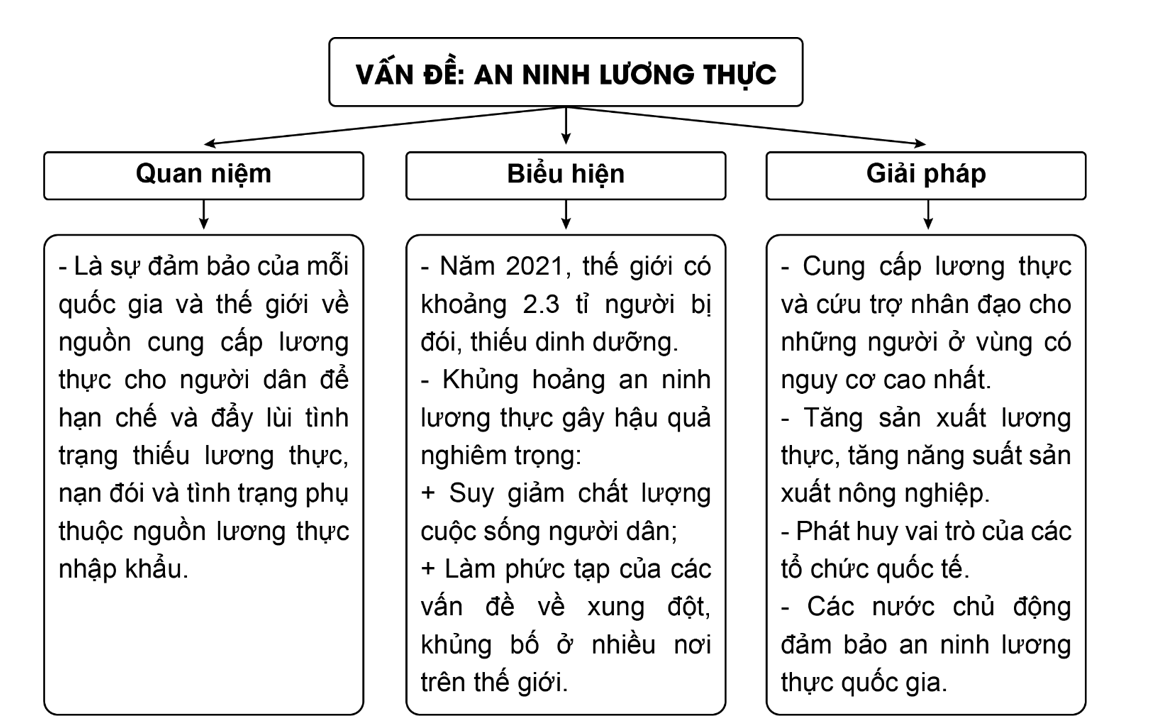 VẤN ĐỀ: AN NINH LƯƠNG THỰC
Quan niệm
- Là sự đảm bảo của mỗi
quốc gia và thế giới về
nguồn cung cấp lương
thực cho người dân để
hạn chế và đẩy lùi tình
trạng thiếu lương thực,
nạn đói và tình trạng phụ
thuộc nguồn lương thực
nhập khẩu.
Biểu hiện
- Năm 2021, thế giới có
khoảng 2.3 tỉ người bị
đói, thiếu dinh dưỡng.
- Khủng hoảng an ninh
lương thực gây hậu quả
nghiêm trọng:
+ Suy giảm chất lượng
cuộc sống người dân;
+ Làm phức tạp của các
vấn đề về xung đột,
khủng bố ở nhiều nơi
trên thế giới.
Giải pháp
- Cung cấp lương thực
và cứu trợ nhân đạo cho
những người ở vùng có
nguy cơ cao nhất.
- Tăng sản xuất lương
thực, tăng năng suất sản
xuất nông nghiệp.
- Phát huy vai trò của các
tổ chức quốc tế.
- Các nước chủ động
đảm bảo an ninh lương
thực quốc gia.